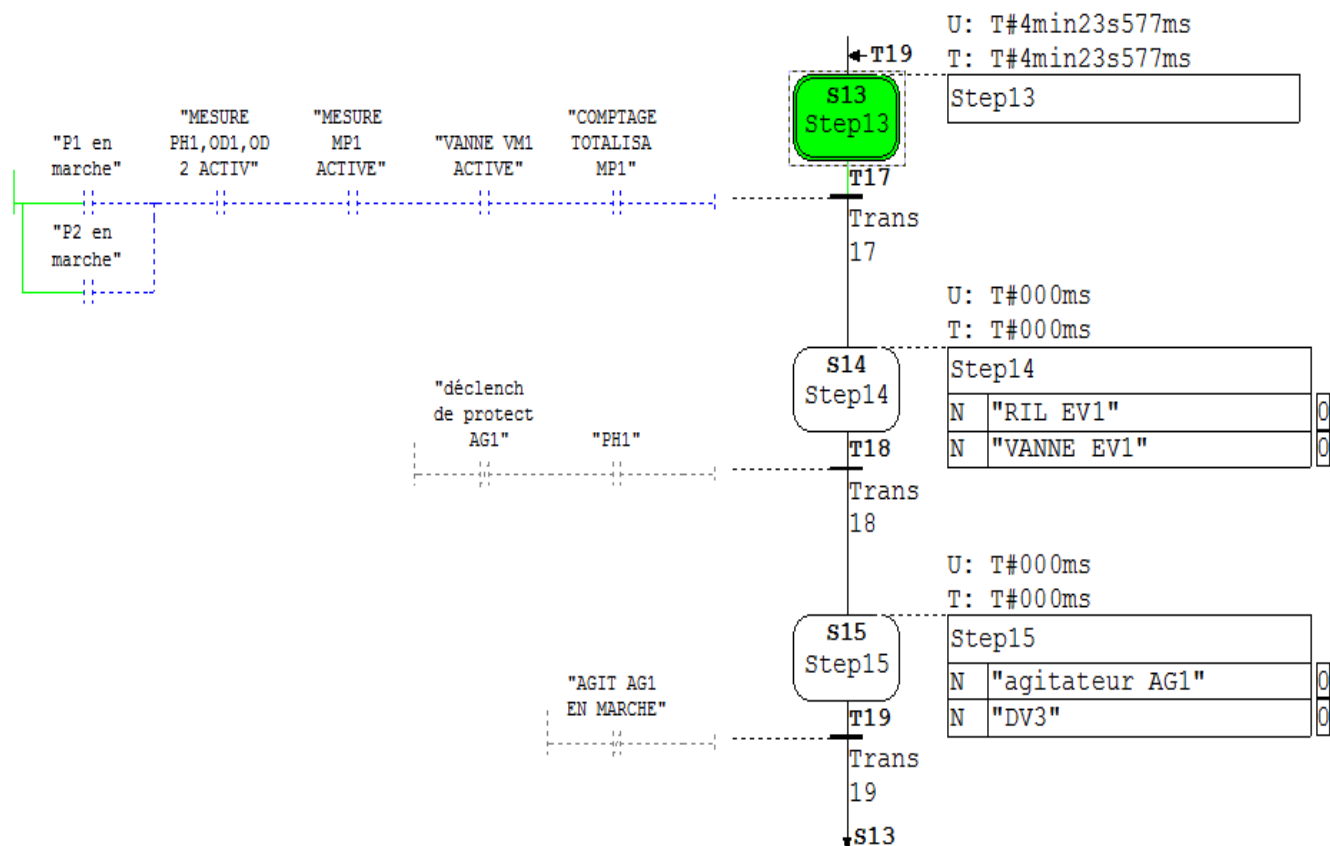 U: T#4min23s577ms
T19
T: T#4min23s577ms
S13
Step13
Step13
"P1 en
marche"
"MESURE
PH1,OD1,OD
2 ACTIV"
"MESURE
MP1
ACTIVE"
"VANNE VM1
ACTIVE"
"COMPTAGE
TOTALISA
MP1"
T17
Trans
17
"P2 en
marche"
U: T#000ms
T: T#000ms
S14
Step14
Step14
N "RIL EV1" 0
N "VANNE EV1" 0
"déclench
de protect
AG1"
"PH1"
T18
Trans
18
U: T#000ms
T: T#000ms
S15
Step15
Step15
N "agitateur AG1" 0
N "DV3" 0
"AGIT AG1
EN MARCHE"
T19
Trans
19
S13